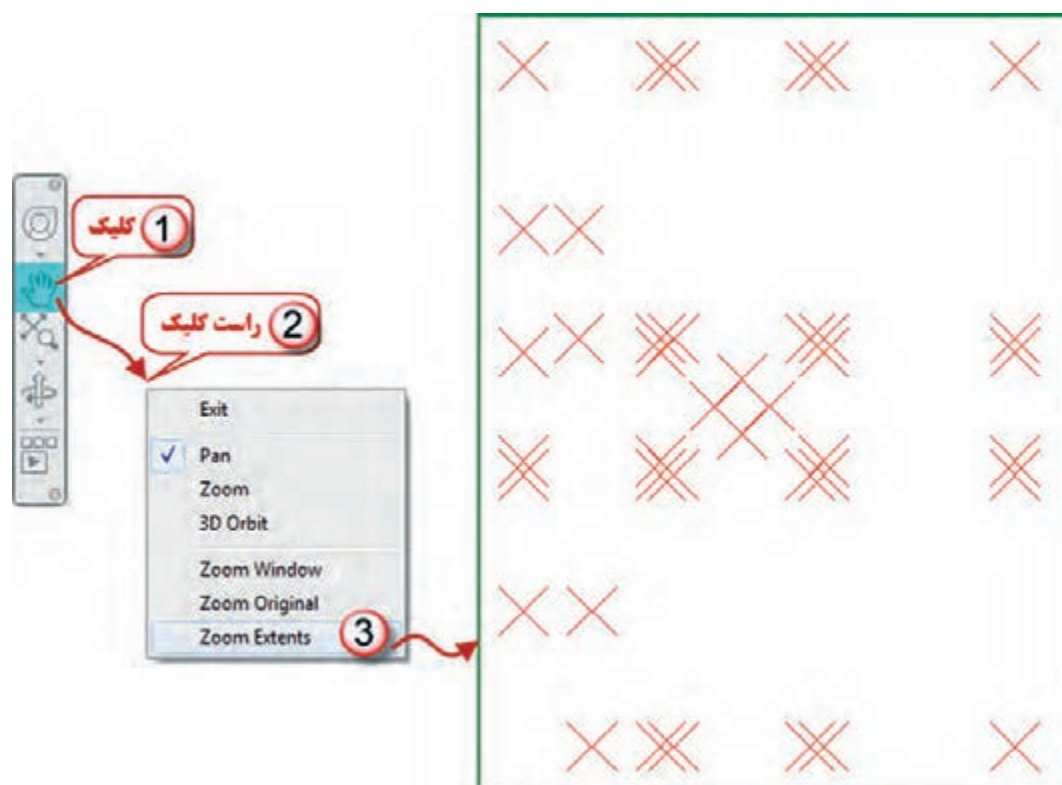 1 کلیک
2 راست کلیک
Exit
Pan
Zoom
3D Orbit
Zoom Window
Zoom Original
Zoom Extents 3